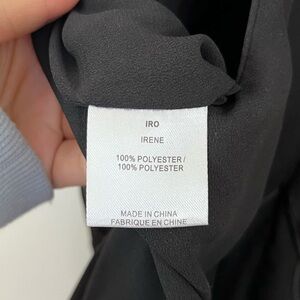 IRO
IRENE
100% POLYESTER /
100% POLYESTER
MADE IN CHINA
FABRIQUE EN CHINE